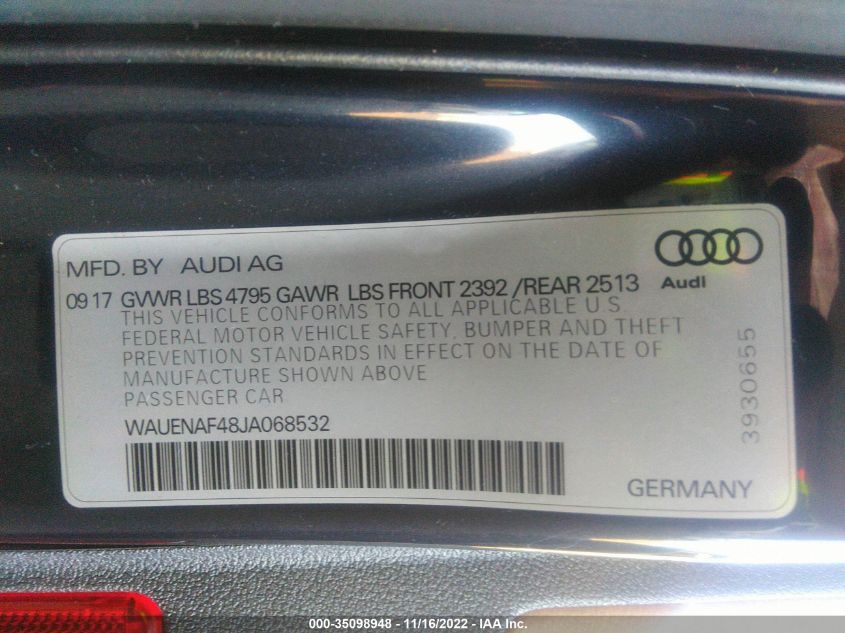 MFD. BY AUDI AG
Audi
09 17 GVWR LBS 4795 GAWR LBS FRONT 2392 /REAR 2513
THIS VEHICLE CONFORMS TO ALL APPLICABLE U.S.
FEDERAL MOTOR VEHICLE SAFETY, BUMPER AND THEFT
PREVENTION STANDARDS IN EFFECT ON THE DATE OF
MANUFACTURE SHOWN ABOVE
PASSENGER CAR
WAUENAF48JA068532
3930655
GERMANY
000-35098948 - 11/16/2022 - IAA Inc.